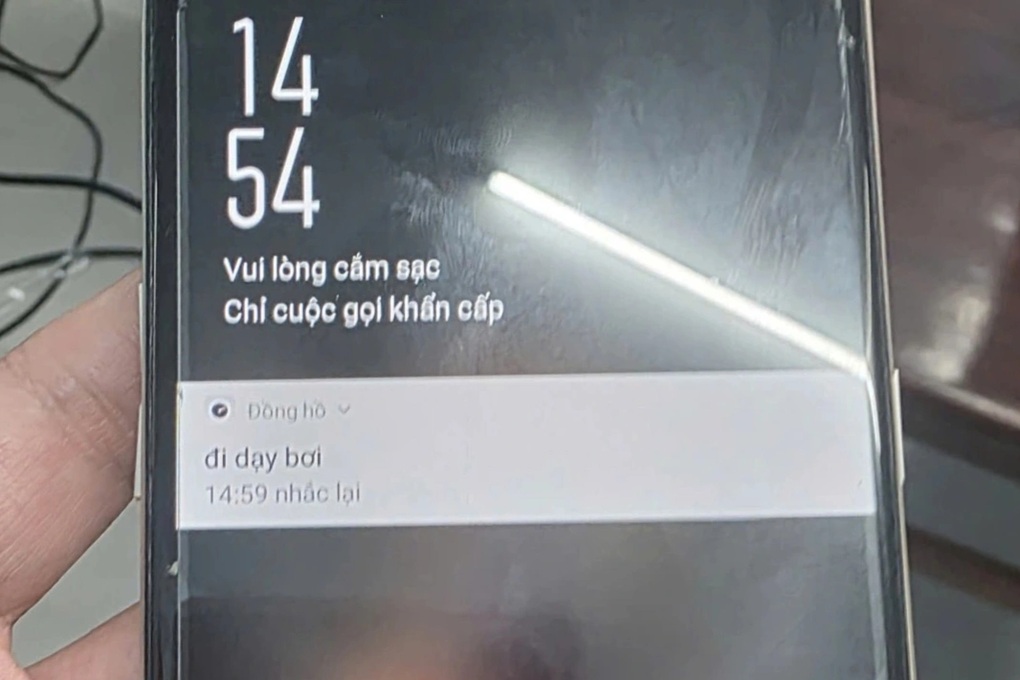 14
54
Vui lòng cắm sạc
Chỉ cuộc gọi khẩn cấp
Đồng hồ
đi dạy bơi
14:59 nhắc lại